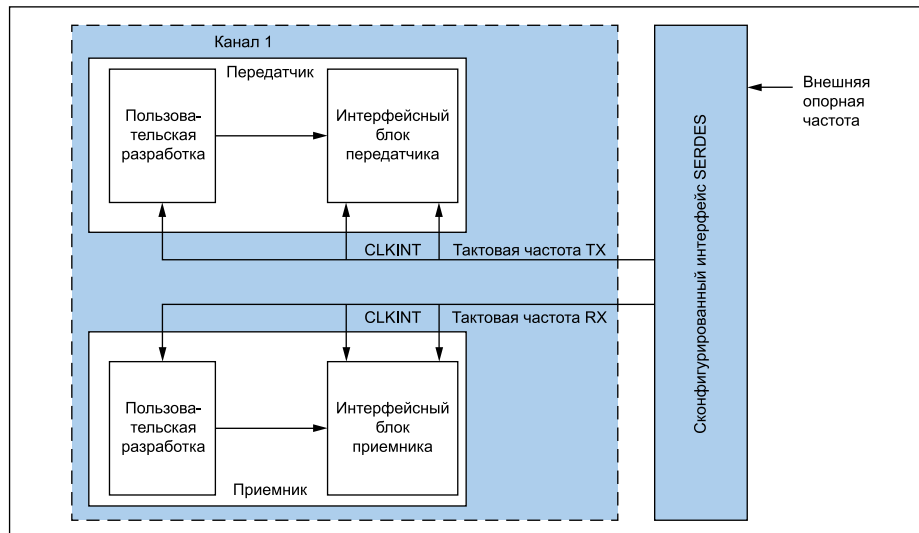 Канал 1
Передатчик
Пользова-
тельская
разработка
Интерфейсный
блок
передатчика
CLKINT
Тактовая частота TX
CLKINT
Тактовая частота RX
Пользова-
тельская
разработка
Интерфейсный
блок
приемника
Приемник
Сконфигурированный интерфейс SERDES
Внешняя
опорная
частота